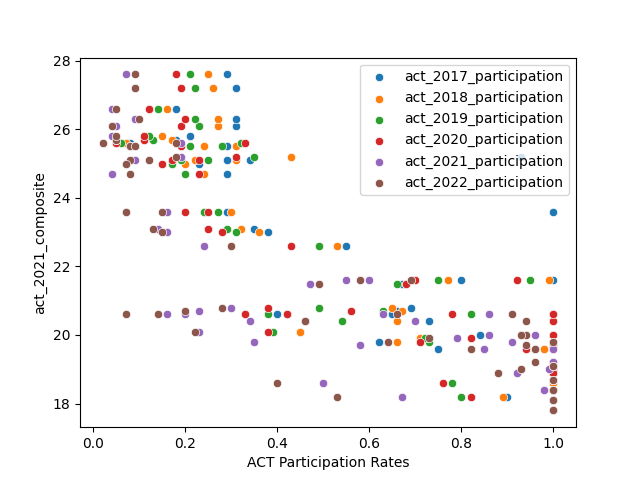 28
26
24
22
20
18
act_2021_composite
0.0
0.2
0.4
0.6
0.8
1.0
ACT Participation Rates
act_2017_participation
act_2018_participation
act_2019_participation
act_2020_participation
act_2021_participation
act_2022_participation